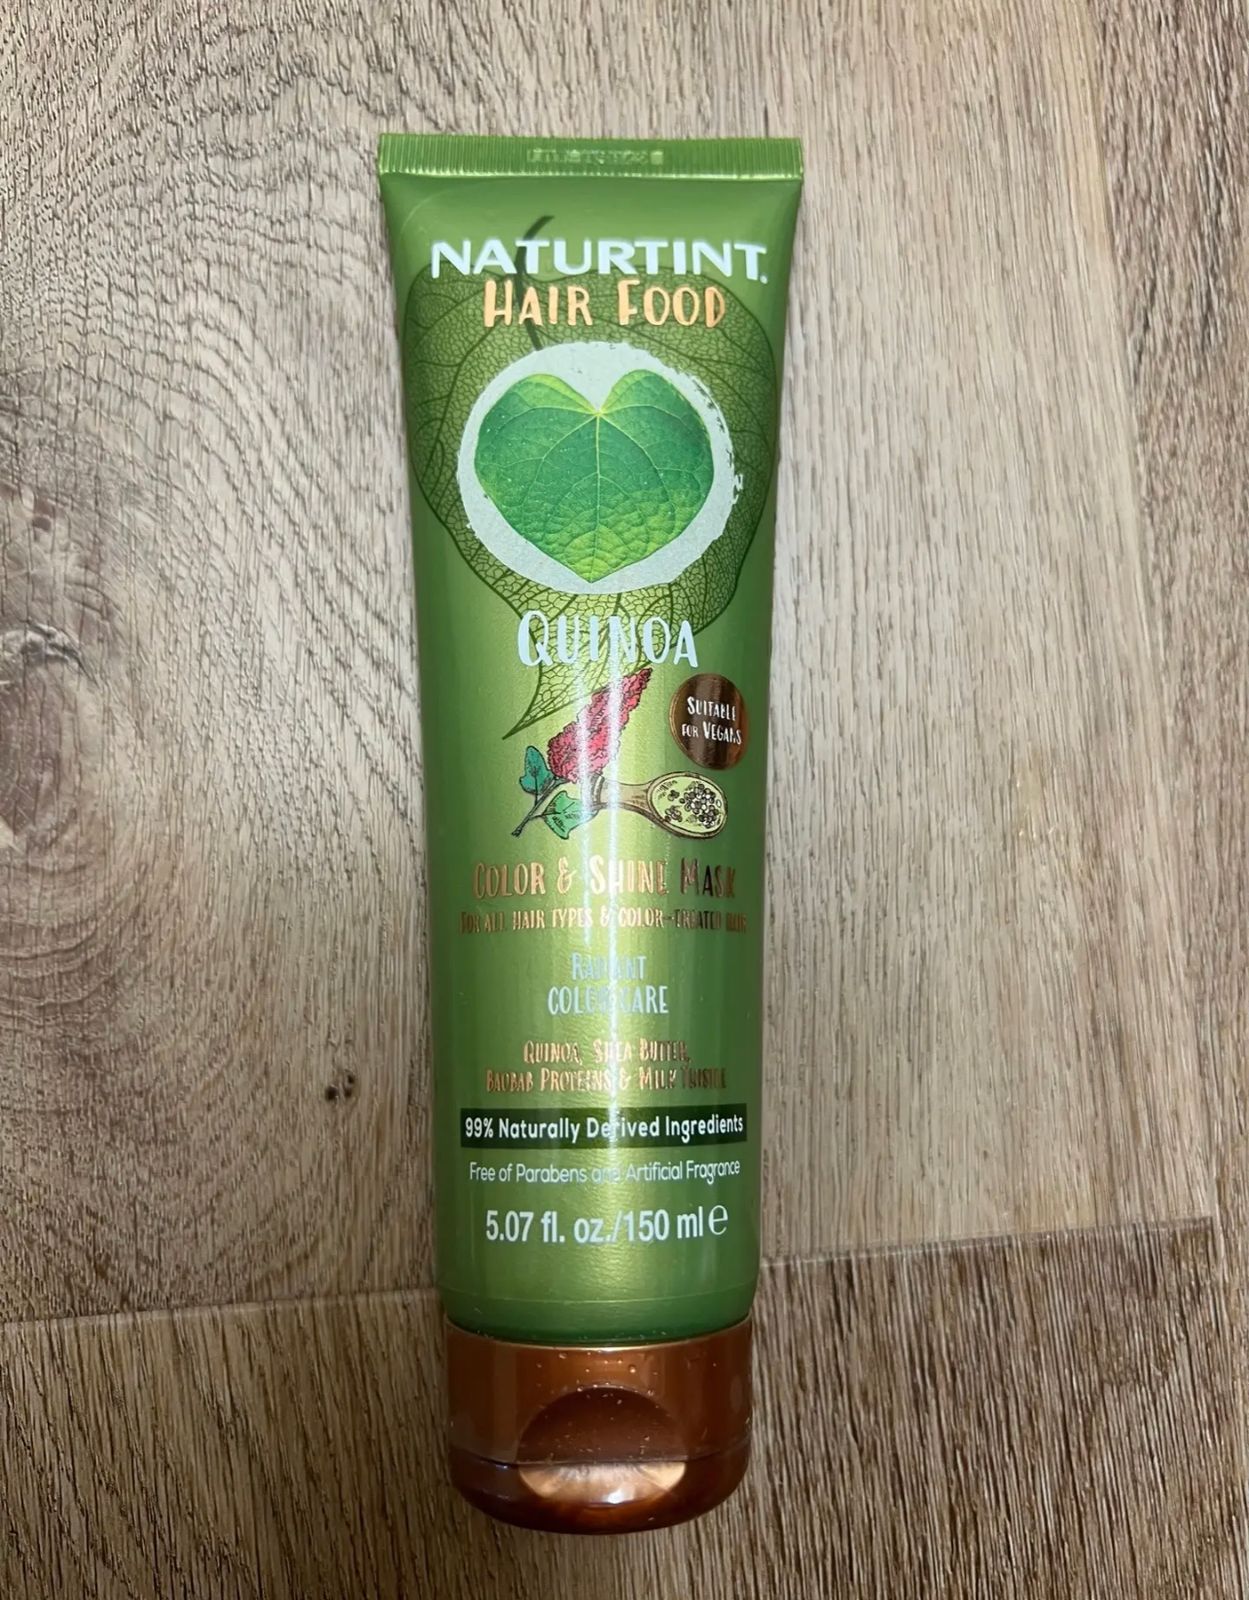 NATURTINT.
HAIR FOOD
QUINOA
SUITABLE
FOR VEGANS
COLOR & SHINE MASK
FOR ALL HAIR TYPES & COLOR-TREATED HAIR
RADIANT
COLOR CARE
QUINOA, SHEA BUTTER,
BAOBAB PROTEINS & MILK THISTLE
99% Naturally Derived Ingredients
Free of Parabens and Artificial Fragrance
5.07 fl. oz./150 ml e